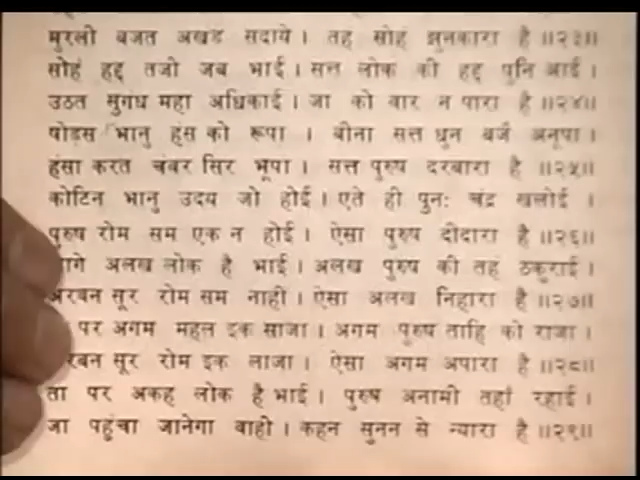 मुरली बजत अखंड सदाये । तह सोहं झुनकारा है ॥२३॥
सोहं हद्द तजी जब भाई । सत्त लोक की हद्द पुनि आई ।
उठत सुगंध महा अधिकाई । जा को वार न पारा है ॥२४॥
षोडस भानु हंस को रूपा । बीना सत्त धुन बजै अनूपा ।
हंसा करत चंवर सिर भूपा । सत्त पुरुष दरबारा है ॥२५॥
कोटिन भानु उदय जो होई । एते ही पुनः चंद्र खलोई ।
पुरुष रोम सम एक न होई । ऐसा पुरुष दीदारा है ॥२६॥
आगे अलख लोक है भाई । अलख पुरुष की तहं ठकुराई ।
अरबन सूर रोम सम नाहीं । ऐसा अलख निहारा है ॥२७॥
पर अगम महल इक साजा । अगम पुरुष ताहि को राजा ।
अरबन सूर रोम इक लाजा । ऐसा अगम अपारा है ॥२८॥
ता पर अकह लोक है भाई । पुरुष अनामी तहां रहाई ।
जा पहुंचा जानेगा वाही । कहन सुनन से न्यारा है ॥२९॥